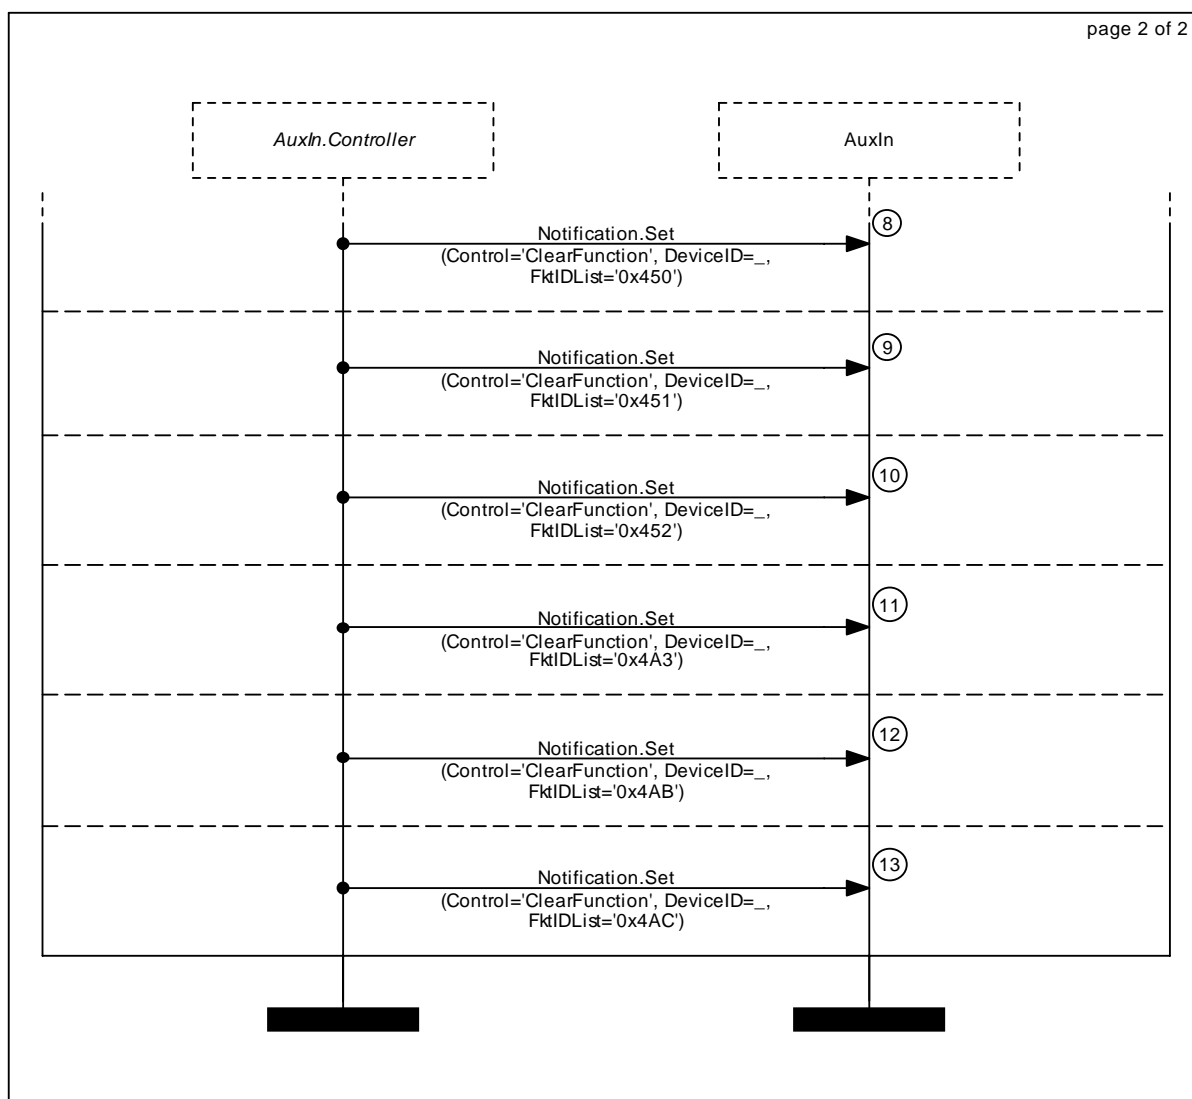 page 2 of 2
AuxIn.Controller
AuxIn
8
Notification.Set
(Control='ClearFunction', DeviceID=_,
FktIDList='0x450')
9
Notification.Set
(Control='ClearFunction', DeviceID=_,
FktIDList='0x451')
10
Notification.Set
(Control='ClearFunction', DeviceID=_,
FktIDList='0x452')
11
Notification.Set
(Control='ClearFunction', DeviceID=_,
FktIDList='0x4A3')
12
Notification.Set
(Control='ClearFunction', DeviceID=_,
FktIDList='0x4AB')
13
Notification.Set
(Control='ClearFunction', DeviceID=_,
FktIDList='0x4AC')